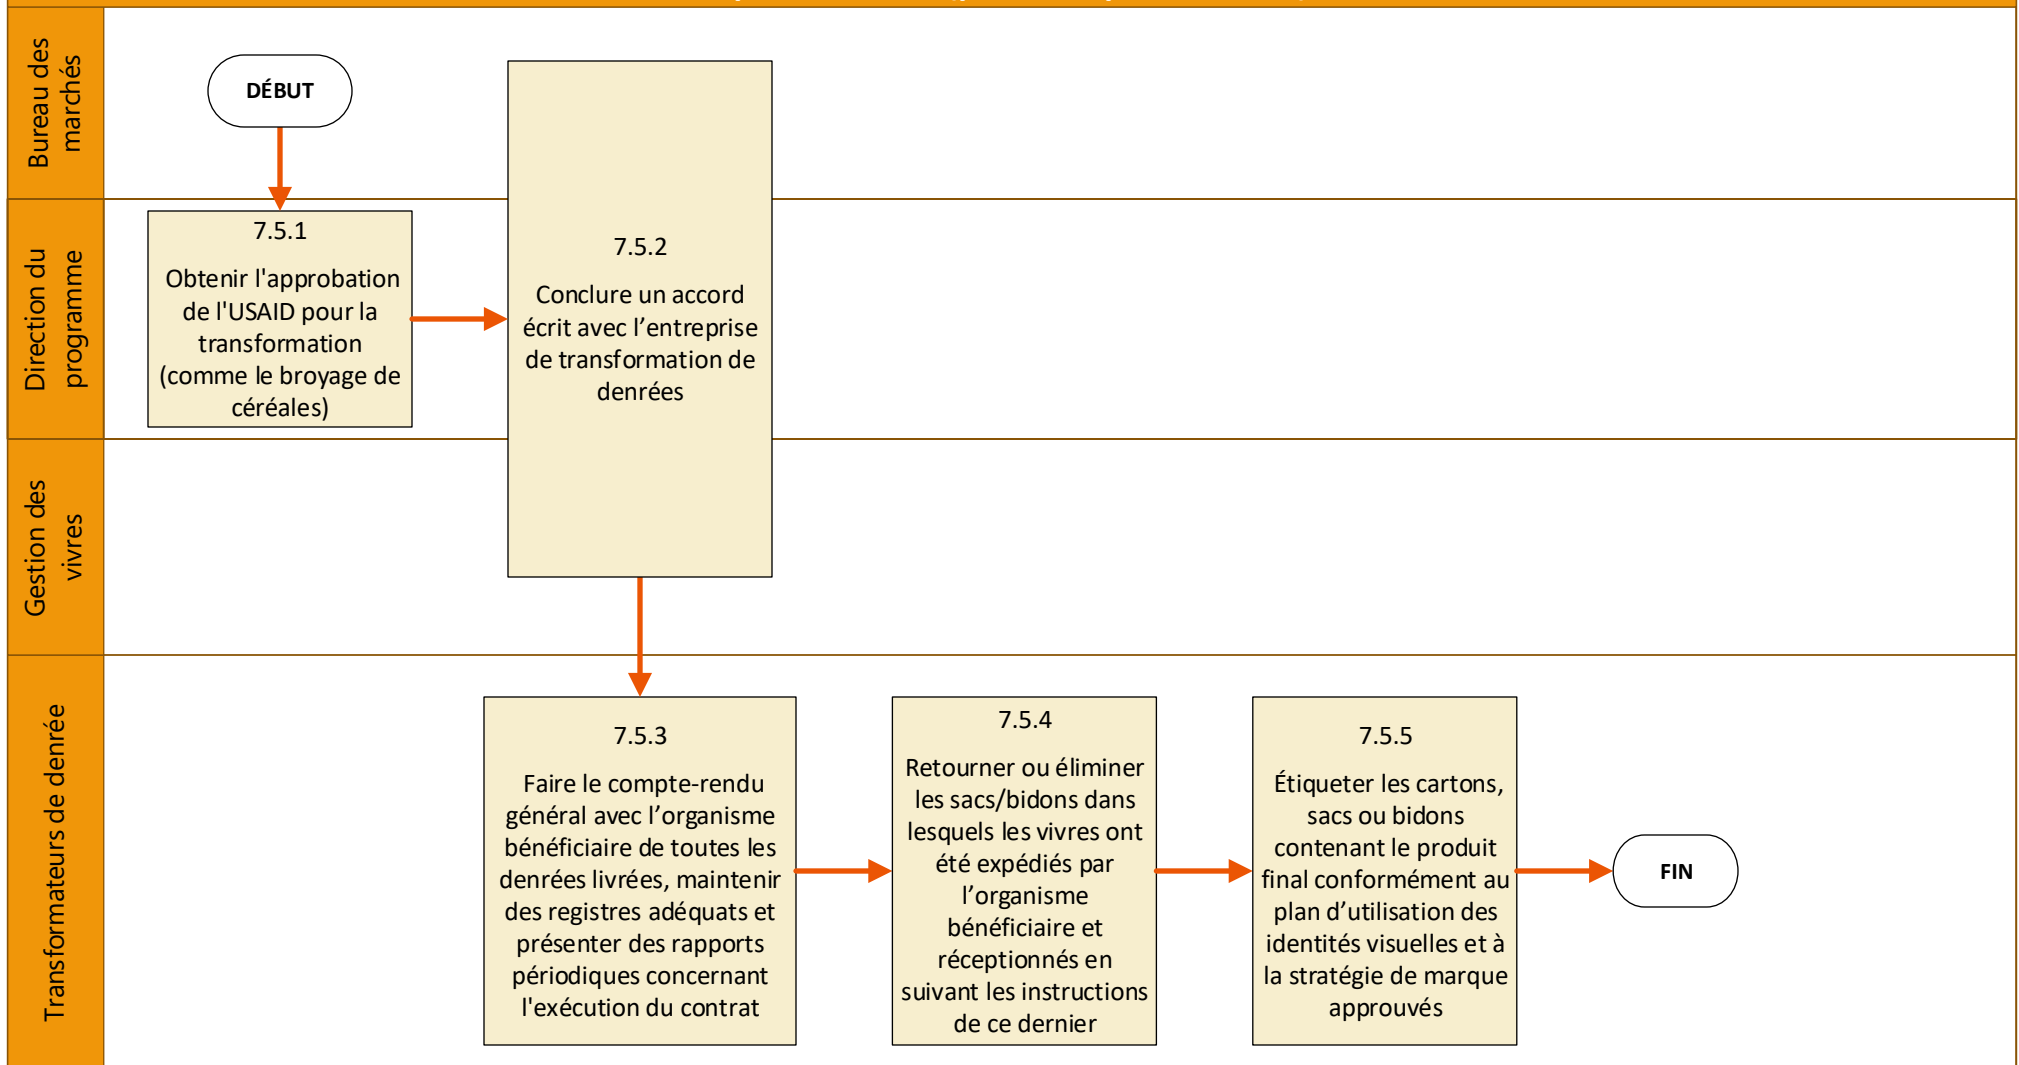 Bureau des
marchés
DÉBUT
Direction du
programme
7.5.1
Obtenir l'approbation
de l'USAID pour la
transformation
(comme le broyage de
céréales)
7.5.2
Conclure un accord
écrit avec l’entreprise
de transformation de
denrées
Gestion des
vivres
Transformateurs de denrée
7.5.3
Faire le compte-rendu
général avec l’organisme
bénéficiaire de toutes les
denrées livrées, maintenir
des registres adéquats et
présenter des rapports
périodiques concernant
l'exécution du contrat
7.5.4
Retourner ou éliminer
les sacs/bidons dans
lesquels les vivres ont
été expédiés par
l’organisme
bénéficiaire et
réceptionnés en
suivant les instructions
de ce dernier
7.5.5
Étiqueter les cartons,
sacs ou bidons
contenant le produit
final conformément au
plan d’utilisation des
identités visuelles et à
la stratégie de marque
approuvés
FIN